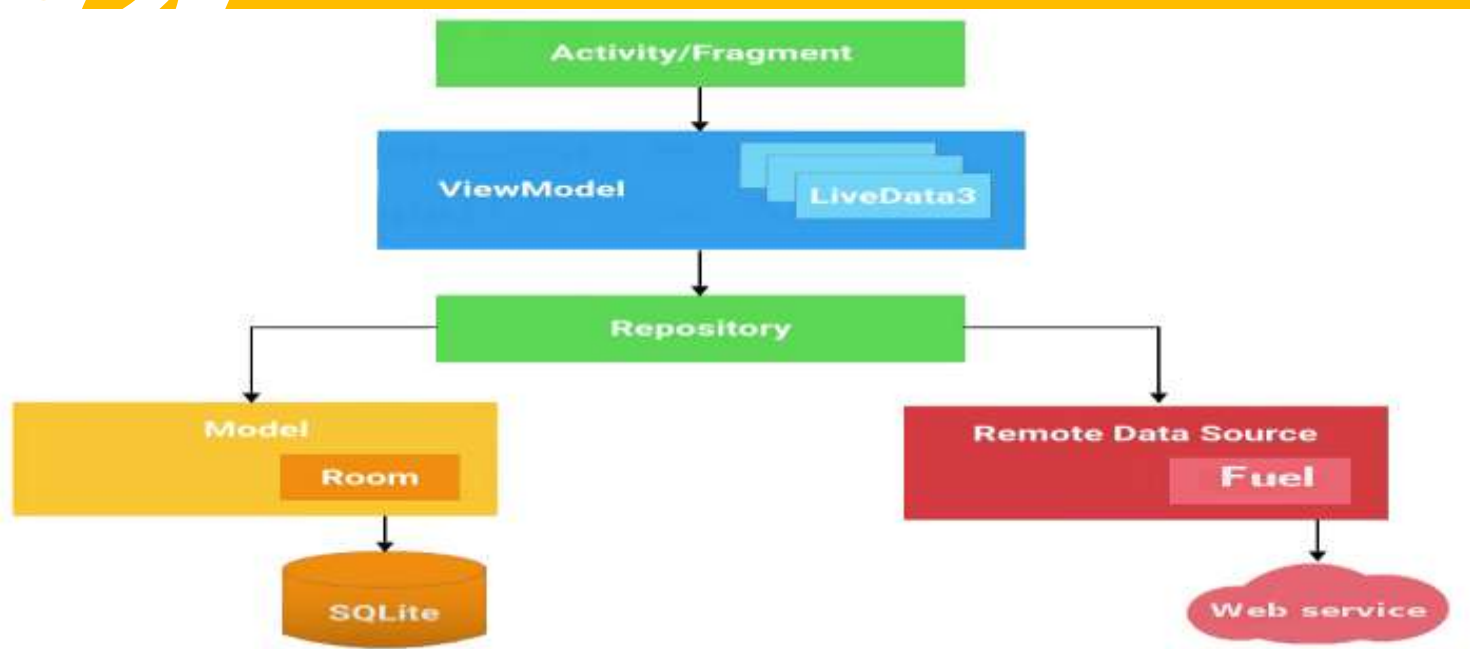 Activity/Fragment
ViewModel
LiveData3
Repository
Model
Room
Remote Data Source
Fuel
SQLite
Web service